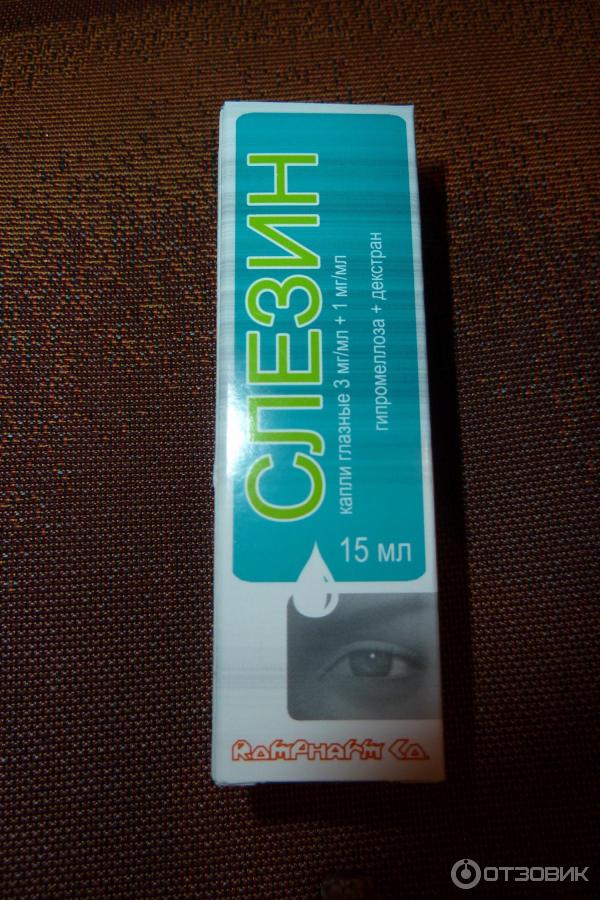 СЛЕЗИН
капли глазные 3 мг/мл + 1 мг/мл
гипромеллоза + декстран
15 мл
RomPharm Co.
ОТЗОВИК